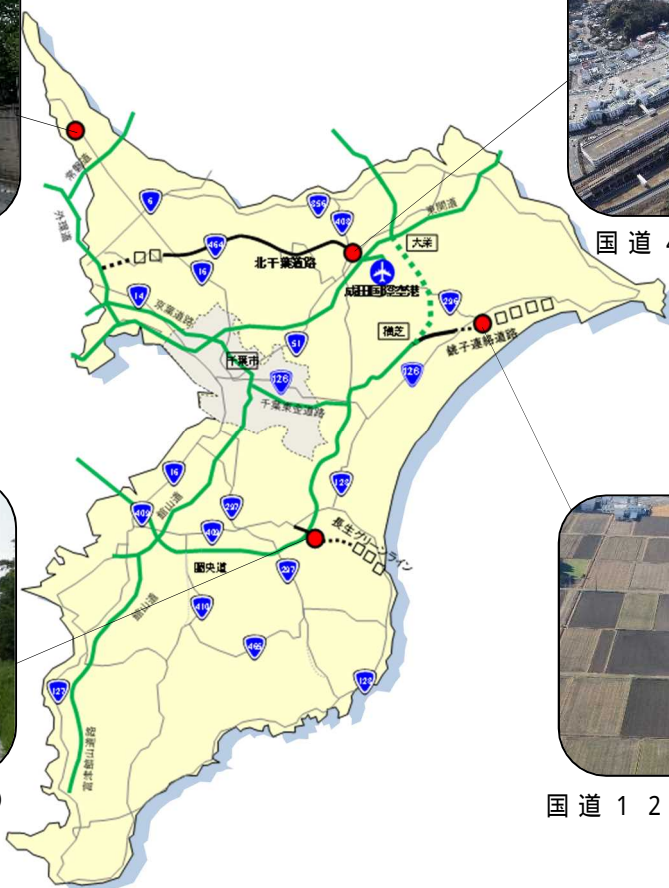 常磐道
外環道
6
356
408
東関道
国道4
464
大栄
北千葉道路
16
成田国際空港
14
296
京葉道路
横芝
51
銚子連絡道路
千葉市
126
126
千葉東金道路
16
128
館山道
297
409
409
長生グリーンライン
圏央道
297
410
館山道
465
127
128
富津館山道路
国道12